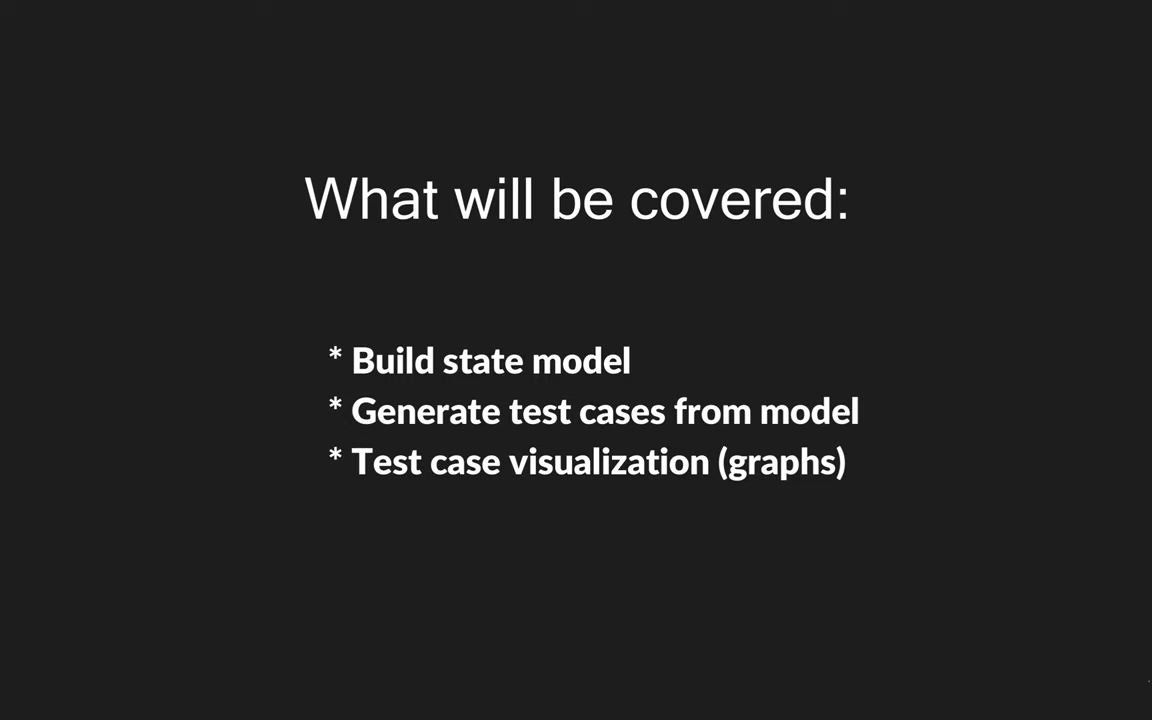 What will be covered:
* Build state model
* Generate test cases from model
* Test case visualization (graphs)